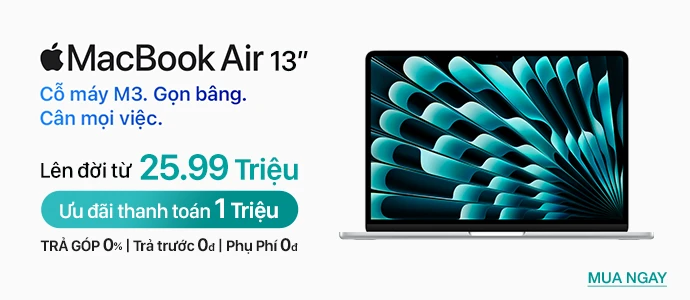 MacBook Air 13”
Cỗ máy M3. Gọn bâng.
Cân mọi việc.
Lên đời từ 25.99 Triệu
Ưu đãi thanh toán 1 Triệu
TRẢ GÓP 0% | Trả trước 0đ | Phụ Phí 0đ
MUA NGAY